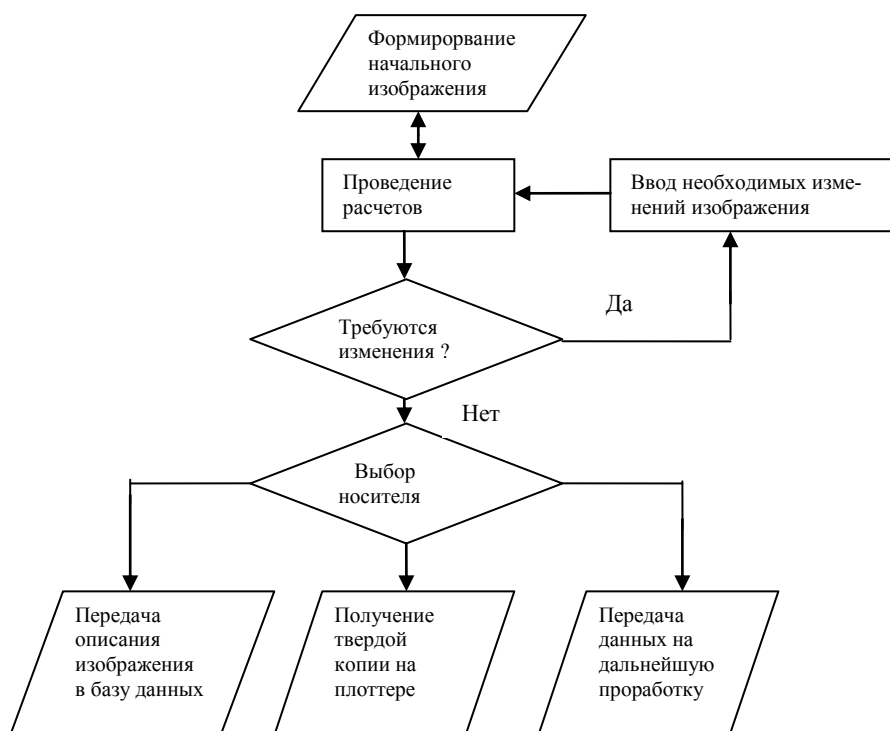 Формирорвание
начального
изображения
Проведение
расчетов
Ввод необходимых изме-
нений изображения
Да
Требуются
изменения ?
Нет
Выбор
носителя
Передача
описания
изображения
в базу данных
Получение
твердой
копии на
плоттере
Передача
данных на
дальнейшую
проработку